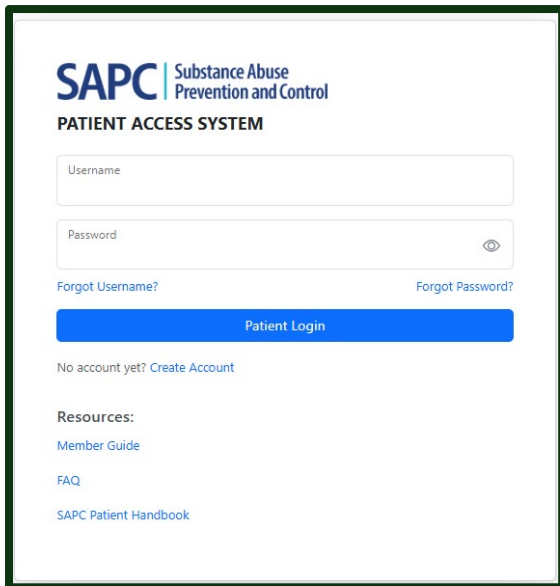 SAPC Substance Abuse
Prevention and Control
PATIENT ACCESS SYSTEM
Username
Password
Forgot Username? Forgot Password?
Patient Login
No account yet? Create Account
Resources:
Member Guide
FAQ
SAPC Patient Handbook